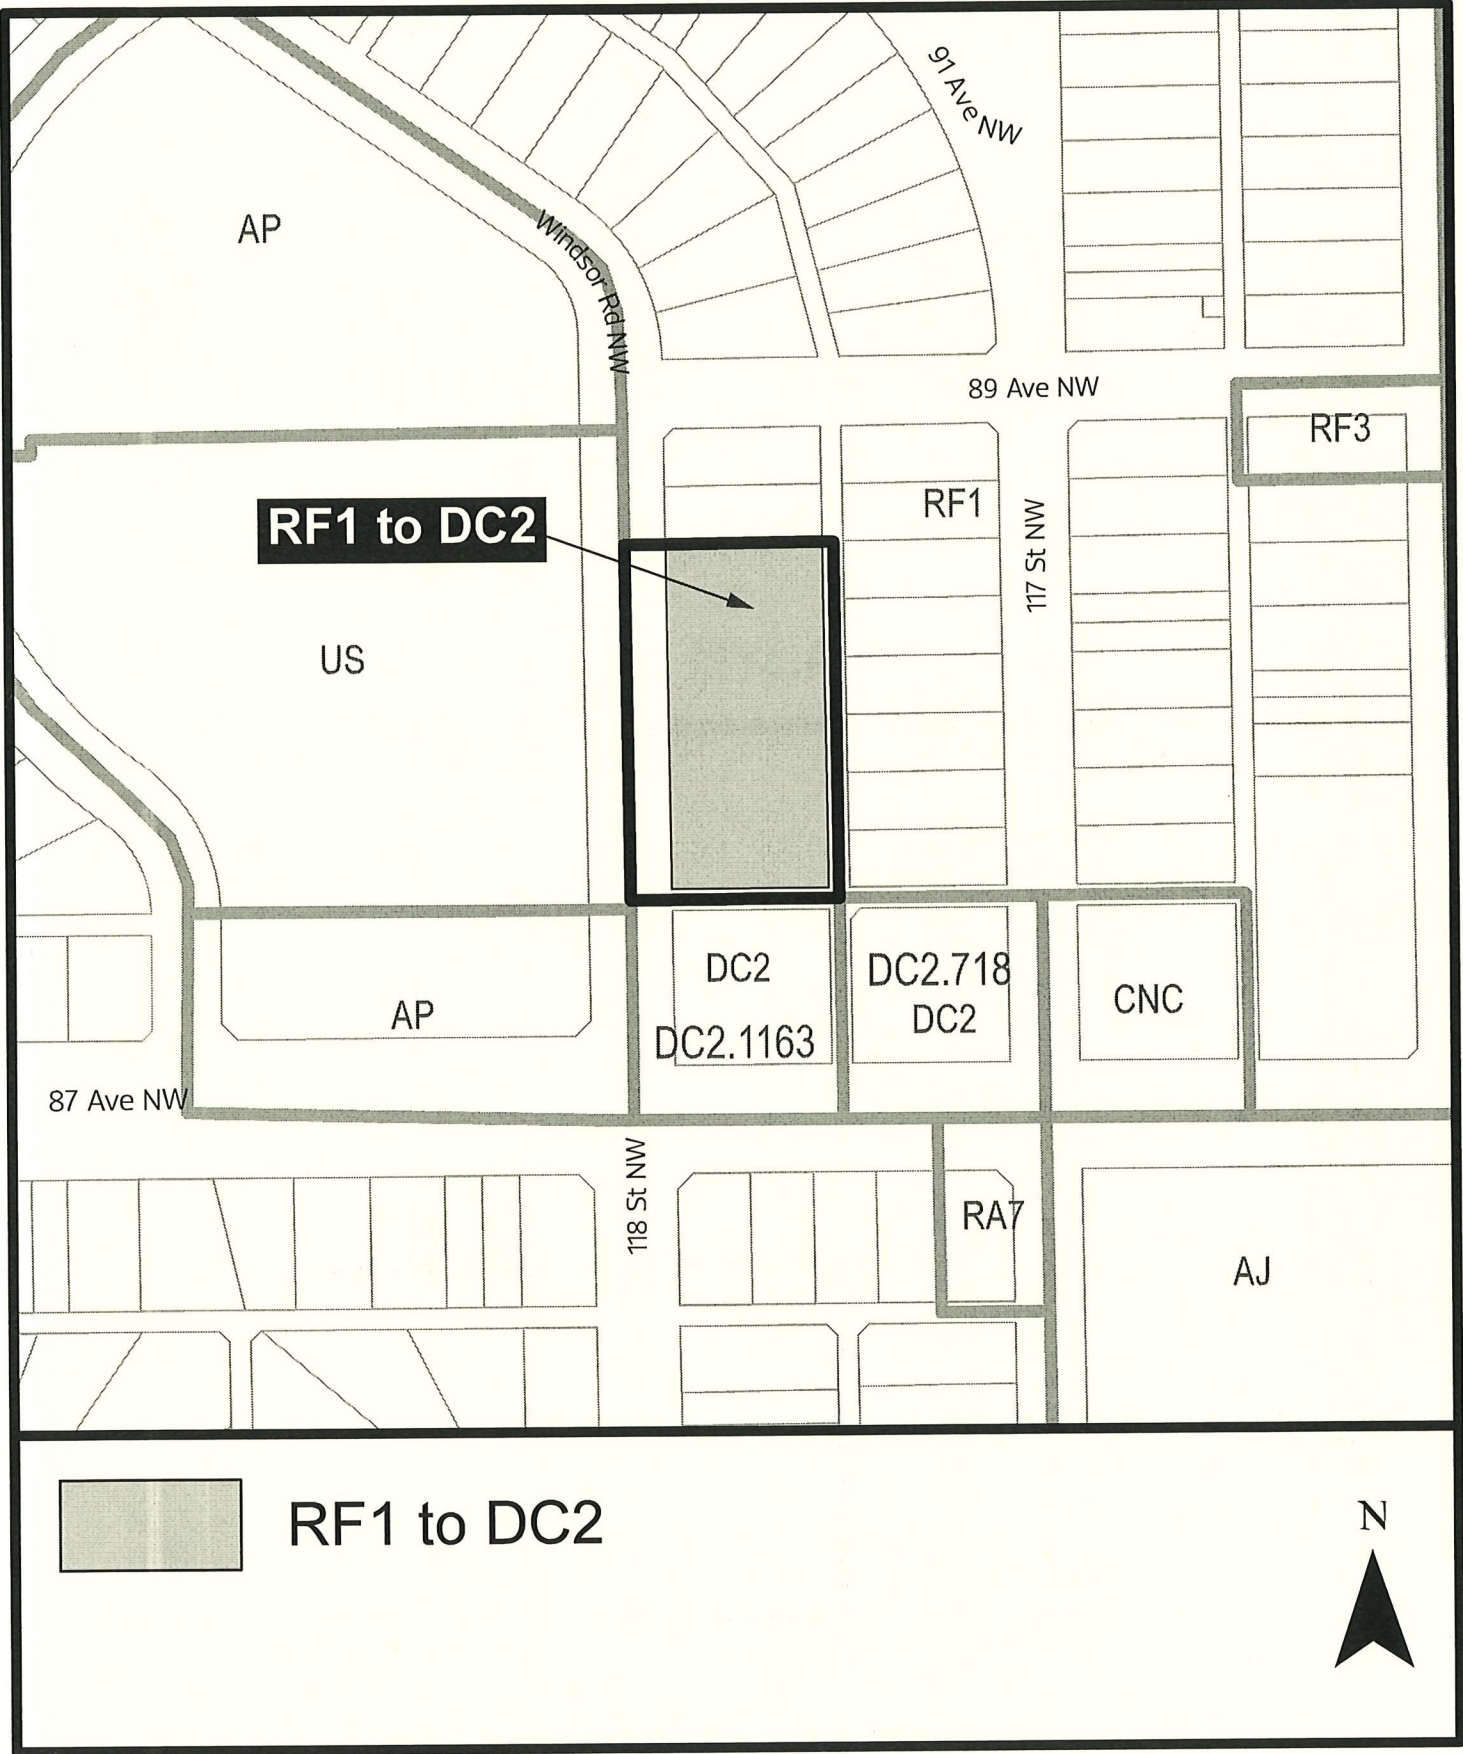 91 Ave NW
AP
Windsor Rd NW
89 Ave NW
RF3
RF1
RF1 to DC2
117 St NW
US
DC2
DC2.718
CNC
AP
DC2
DC2.1163
87 Ave NW
118 St NW
RA7
AJ
RF1 to DC2
N